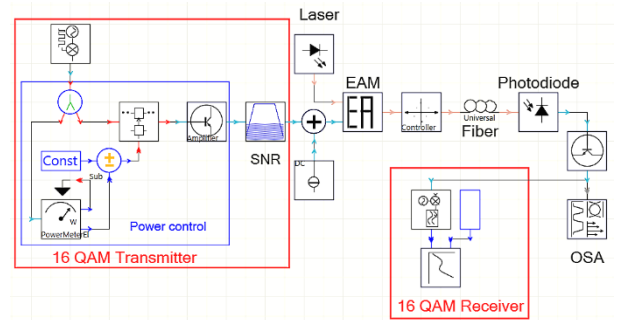 Laser
EAM
Photodiode
Controller
Universal
Fiber
Amplifier
SNR
DC
Const
Sub
W
PowerMeterEl
Power control
16 QAM Transmitter
OSA
16 QAM Receiver